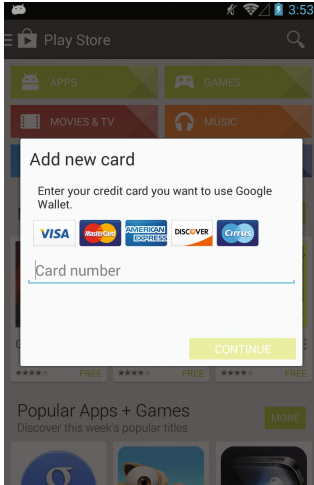 3:53
Play Store
APPS
GAMES
MOVIES & TV
MUSIC
Add new card
Enter your credit card you want to use Google
Wallet.
VISA
MasterCard
AMERICAN
EXPRESS
DISCOVER
Cirrus
Card number
CONTINUE
FREE
FREE
FREE
Popular Apps + Games
Discover this week's popular titles
MORE